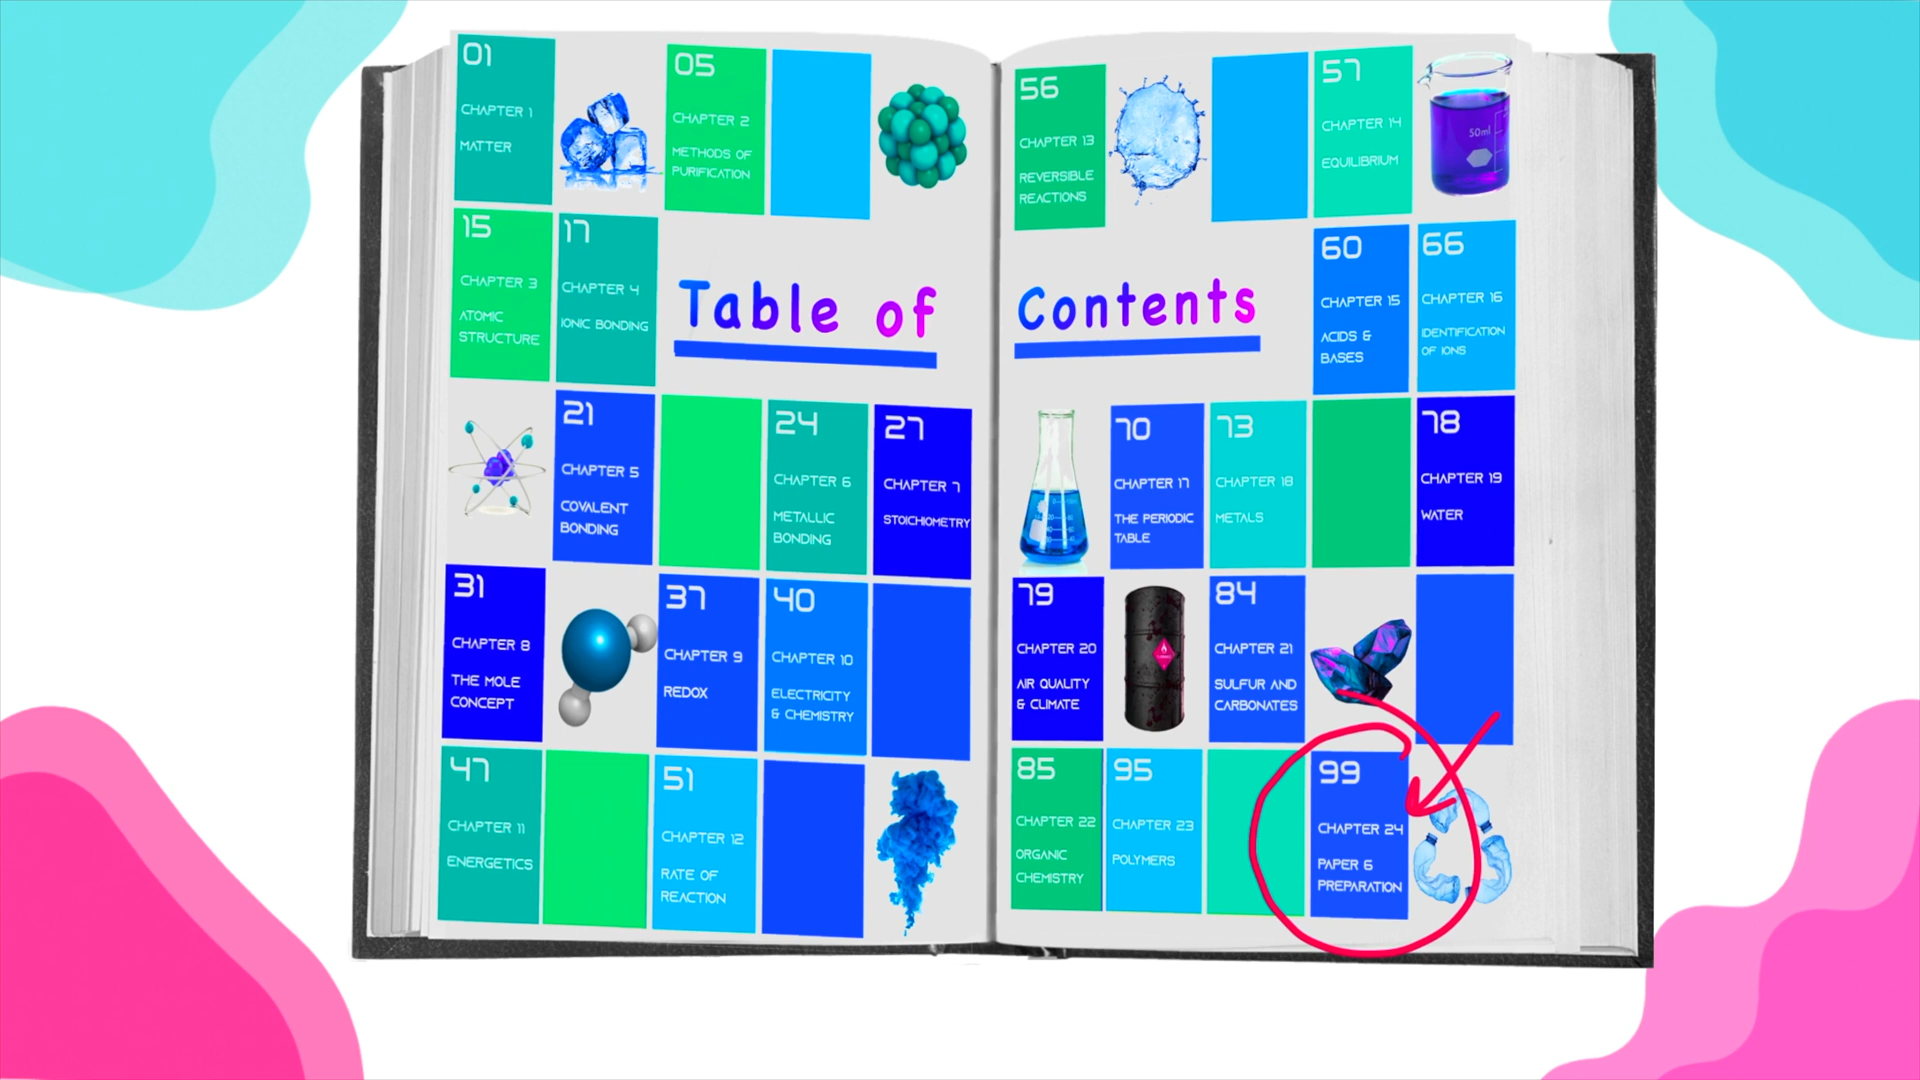 01
CHAPTER 1
MATTER
05
CHAPTER 2
METHODS OF
PURIFICATION
15
CHAPTER 3
ATOMIC
STRUCTURE
17
CHAPTER 4
IONIC BONDING
Table of
21
CHAPTER 5
COVALENT
BONDING
24
CHAPTER 6
METALLIC
BONDING
27
CHAPTER 7
STOICHIOMETRY
31
CHAPTER 8
THE MOLE
CONCEPT
37
CHAPTER 9
REDOX
40
CHAPTER 10
ELECTRICITY
& CHEMISTRY
47
CHAPTER 11
ENERGETICS
51
CHAPTER 12
RATE OF
REACTION
56
CHAPTER 13
REVERSIBLE
REACTIONS
57
CHAPTER 14
EQUILIBRIUM
50ml
Contents
60
CHAPTER 15
ACIDS &
BASES
66
CHAPTER 16
IDENTIFICATION
OF IONS
70
CHAPTER 17
THE PERIODIC
TABLE
73
CHAPTER 18
METALS
78
CHAPTER 19
WATER
79
CHAPTER 20
AIR QUALITY
& CLIMATE
84
CHAPTER 21
SULFUR AND
CARBONATES
85
CHAPTER 22
ORGANIC
CHEMISTRY
95
CHAPTER 23
POLYMERS
99
CHAPTER 24
PAPER 6
PREPARATION